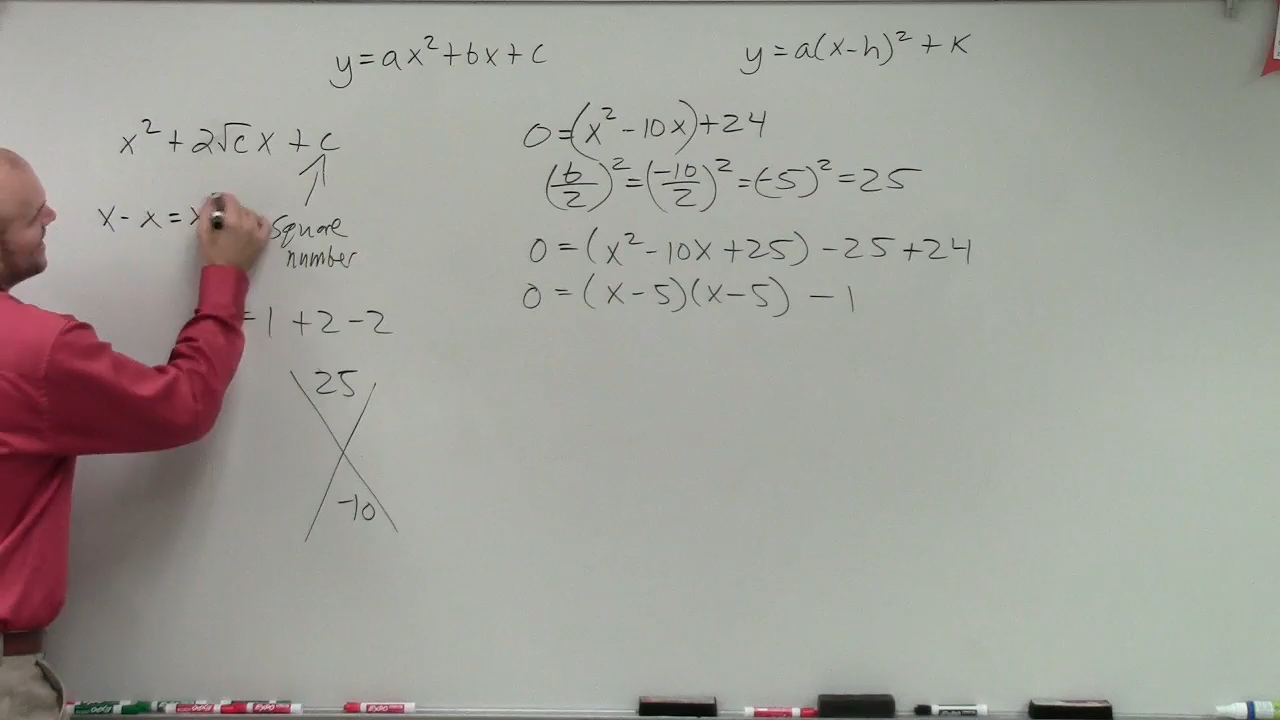 y = ax² + bx + c
y = a(x-h)² + k
x² + 2√c x + c
square
number
x - x = x
= 1 + 2 - 2
25
-10
0 = (x² - 10x) + 24
(b/2)² = (-10/2)² = (-5)² = 25
0 = (x² - 10x + 25) - 25 + 24
0 = (x - 5)(x - 5) - 1